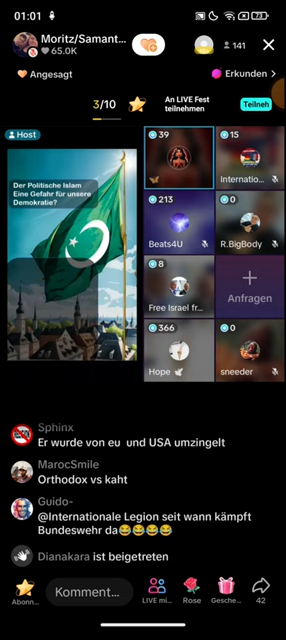 01:01
73
Moritz/Samant...
65.0K
141
Angesagt
Erkunden
3/10
An LIVE Fest
teilnehmen
Teilneh
Host
Der Politische Islam
Eine Gefahr für unsere
Demokratie?
39
15
Internatio...
213
Beats4U
0
R.BigBody
8
Free Israel fr...
Anfragen
366
Hope
0
sneeder
Sphinx
Er wurde von eu und USA umzingelt
MarocSmile
Orthodox vs kaht
Guido-
@Internationale Legion seit wann kämpft
Bundeswehr da😂😂😂😂
Dianakara ist beigetreten
Abonn...
Komment...
LIVE mi...
Rose
Gesche...
42